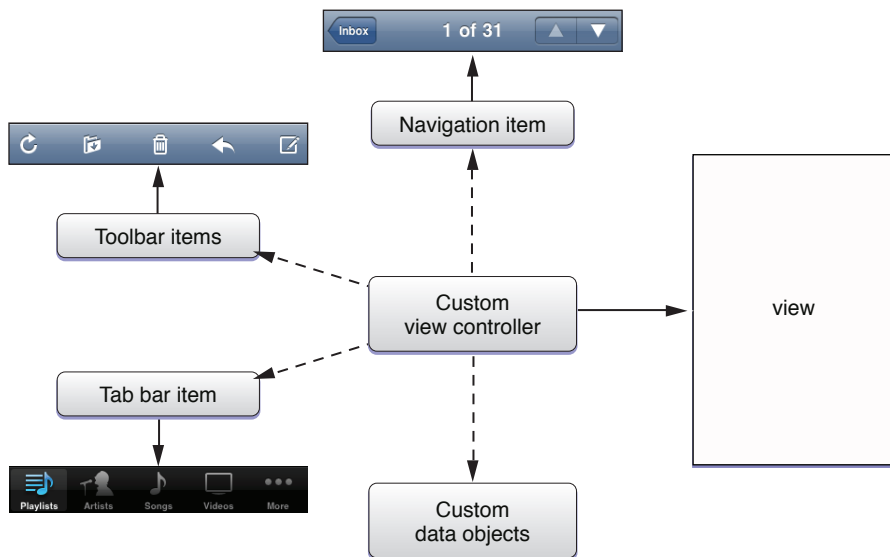 Inbox
1 of 31
Navigation item
Toolbar items
Custom
view controller
view
Tab bar item
Playlists
Artists
Songs
Videos
More
Custom
data objects